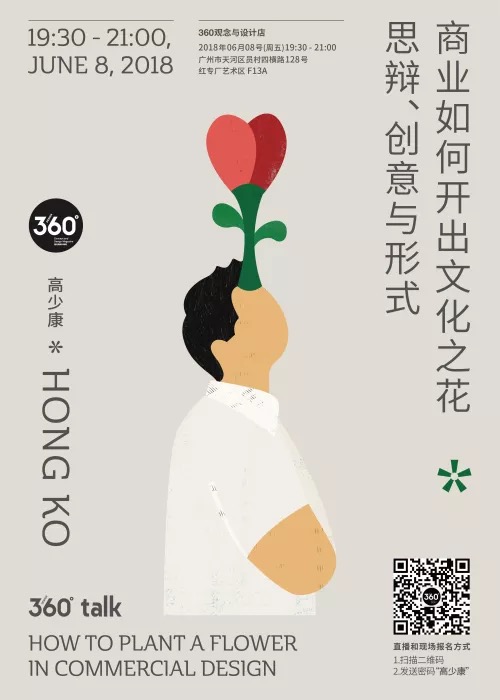 19:30 - 21:00,
JUNE 8, 2018
360观念与设计店
2018年06月08号(周五)19:30 - 21:00
广州市天河区员村四横路128号
红专厂艺术区 F13A
商业如何开出文化之花
思辩、创意与形式
360°
高少康
* HONG KO
*
360° talk
HOW TO PLANT A FLOWER
IN COMMERCIAL DESIGN
360°
直播和现场报名方式
1.扫描二维码
2.发送密码“高少康”